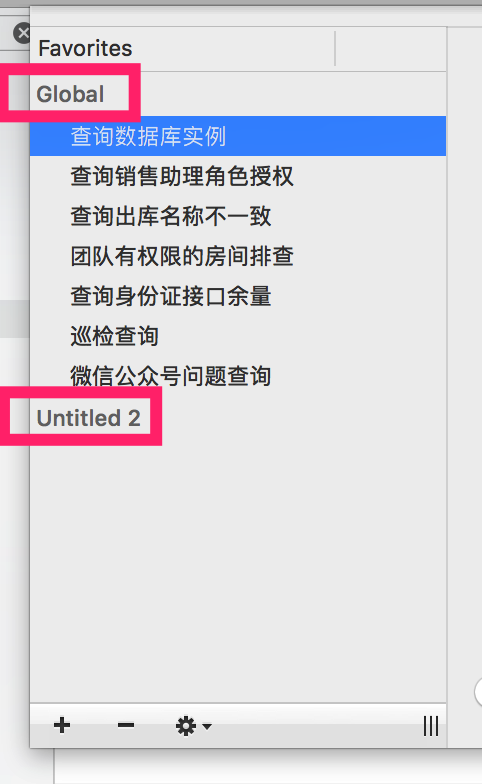 Favorites
Global
查询数据库实例
查询销售助理角色授权
查询出库名称不一致
团队有权限的房间排查
查询身份证接口余量
巡检查询
微信公众号问题查询
Untitled 2